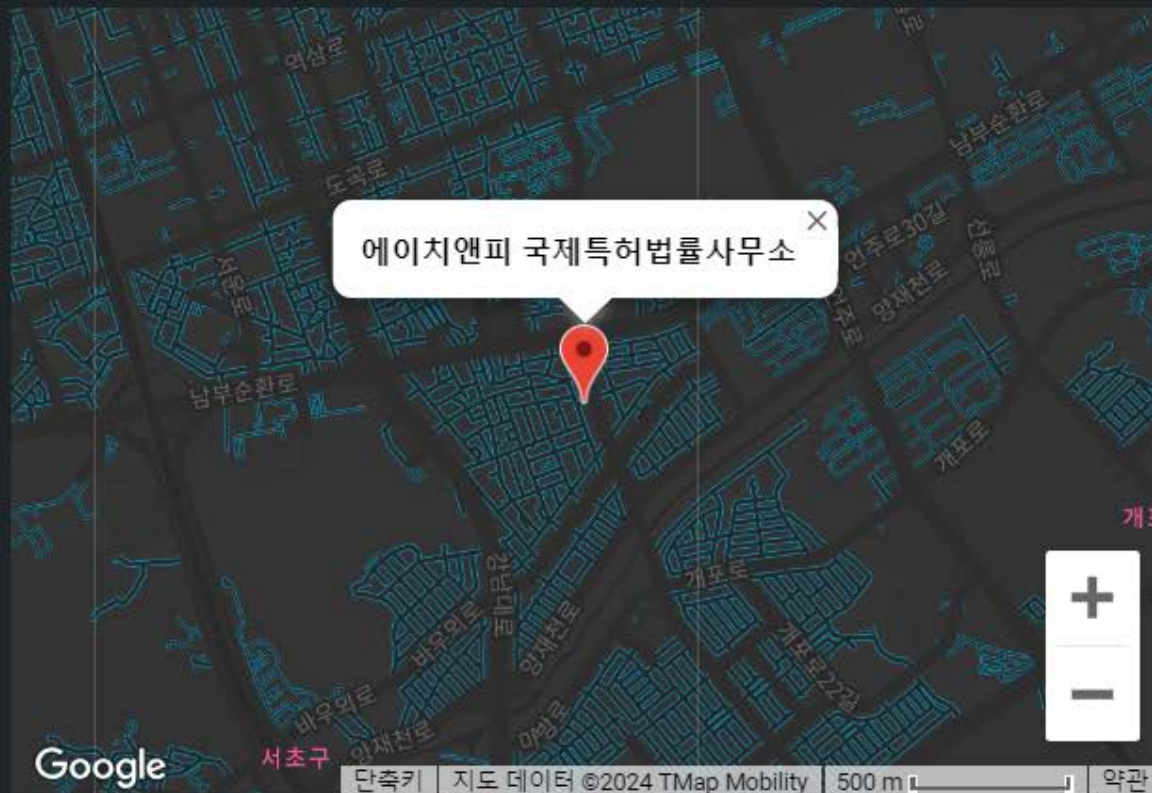 역삼로
남부순환로
도곡로
에이치앤피 국제특허법률사무소
언주로30길
선릉로
서운로
양재천로
언주로
남부순환로
개포로
개포
강남대로
개포로
바우뫼로
양재천로
개포로22길
바우뫼로
마방로
서초구
양재천로
Google
단축키
지도 데이터 ©2024 TMap Mobility
500 m
약관